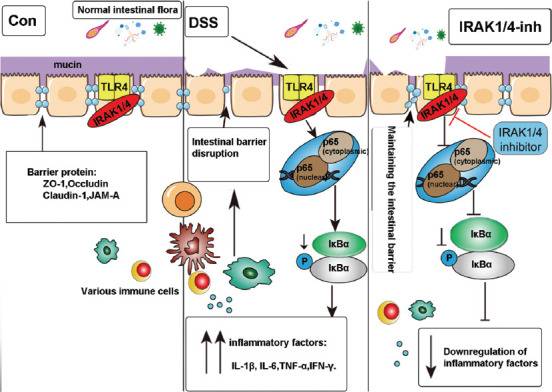 Con
Normal intestinal flora
mucin
TLR4
IRAK1/4
Barrier protein:
ZO-1,Occludin
Claudin-1,JAM-A
Various immune cells
DSS
TLR4
IRAK1/4
Intestinal barrier
disruption
p65
(cytoplasmic)
p65
(nuclear)
IκBα
P
IκBα
inflammatory factors:
IL-1β, IL-6,TNF-α,IFN-γ.
IRAK1/4-inh
TLR4
IRAK1/4
IRAK1/4
inhibitor
Maintaining the intestinal barrier
p65
(cytoplasmic)
p65
(nuclear)
IκBα
P
IκBα
Downregulation of
inflammatory factors